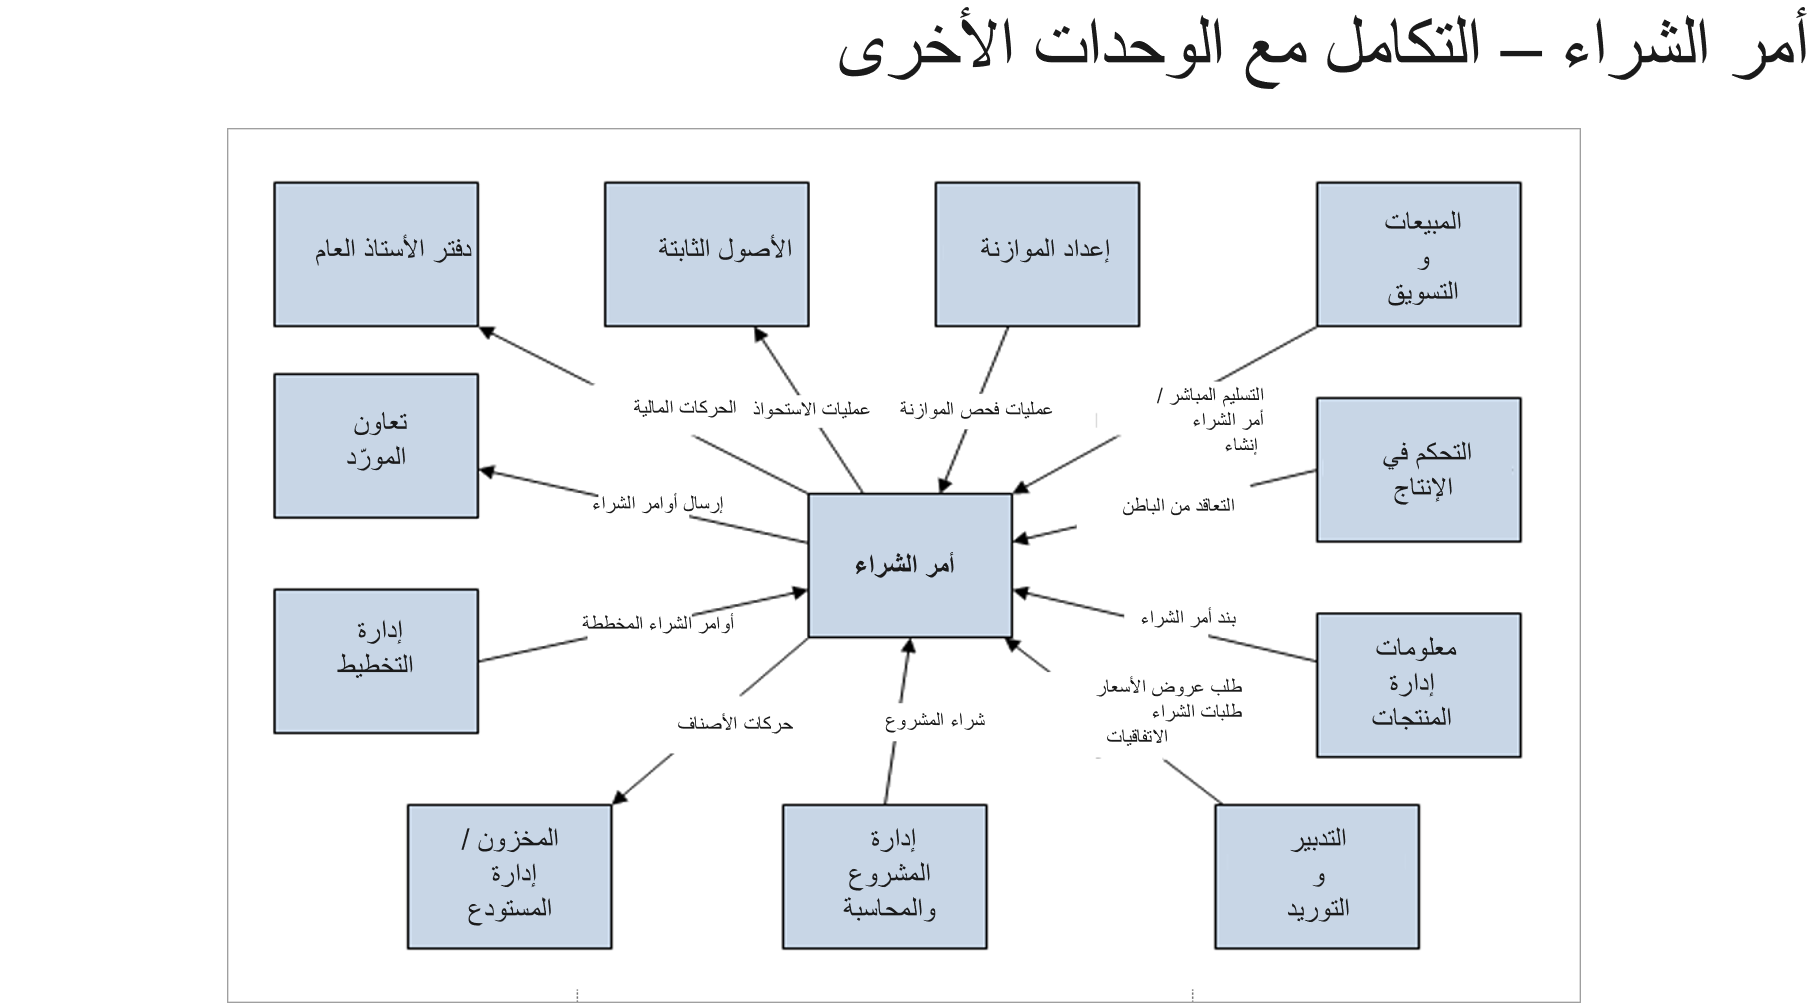 أمر الشراء – التكامل مع الوحدات الأخرى
المبيعات
و
التسويق
إعداد الموازنة
الأصول الثابتة
دفتر الأستاذ العام
التسليم المباشر /
أمر الشراء
إنشاء
عمليات فحص الموازنة
عمليات الاستحواذ
الحركات المالية
التحكم في
الإنتاج
تعاون
المورّد
التعاقد من الباطن
إرسال أوامر الشراء
أمر الشراء
بند أمر الشراء
أوامر الشراء المخططة
معلومات
إدارة
المنتجات
إدارة
التخطيط
طلب عروض الأسعار
طلبات الشراء
الاتفاقيات
شراء المشروع
حركات الأصناف
التدبير
و
التوريد
إدارة
المشروع
والمحاسبة
المخزون /
إدارة
المستودع